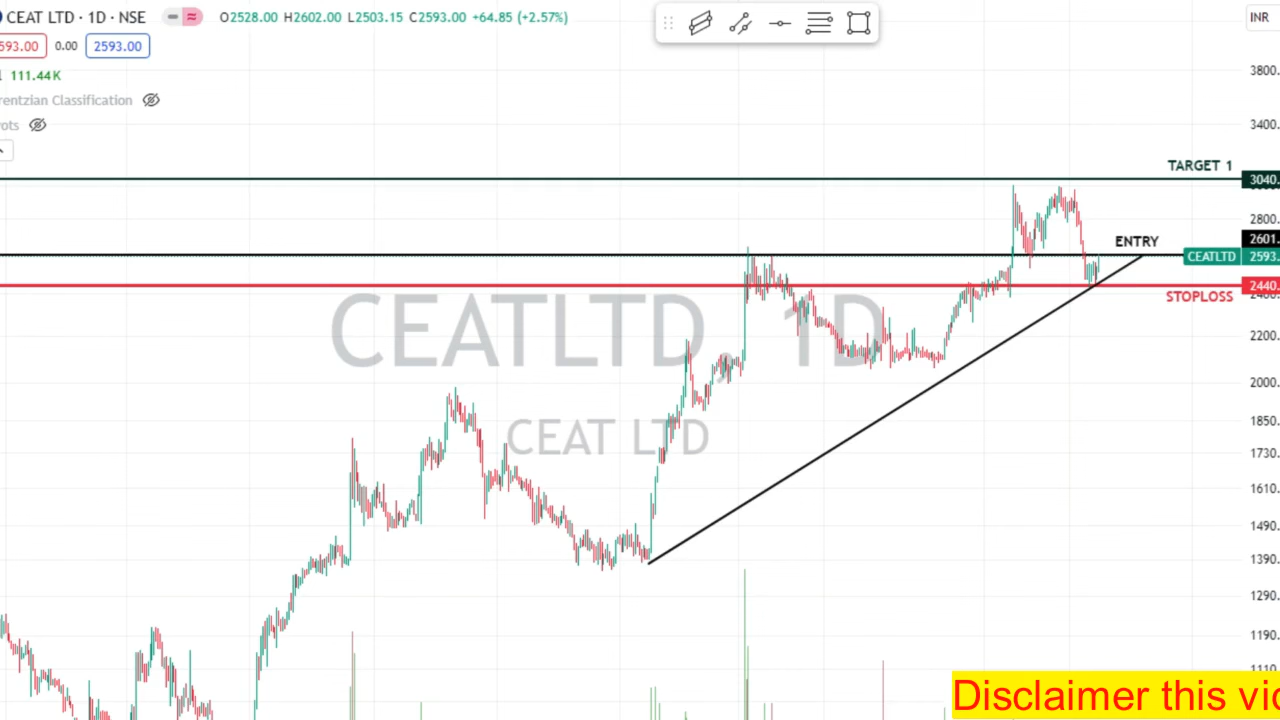 CEAT LTD · 1D · NSE O2528.00 H2602.00 L2503.15 C2593.00 +64.85 (+2.57%)
INR
593.00 0.00 2593.00
111.44K
rentzian Classification
ots
3800.
3400.
TARGET 1
3040.
2800.
ENTRY
2601.
CEATLTD 2593.
2440.
STOPLOSS
2400.
CEATLTD, 1D
CEAT LTD
2200.
2000.
1850.
1730.
1610.
1490.
1390.
1290.
1190.
1110
Disclaimer this vid